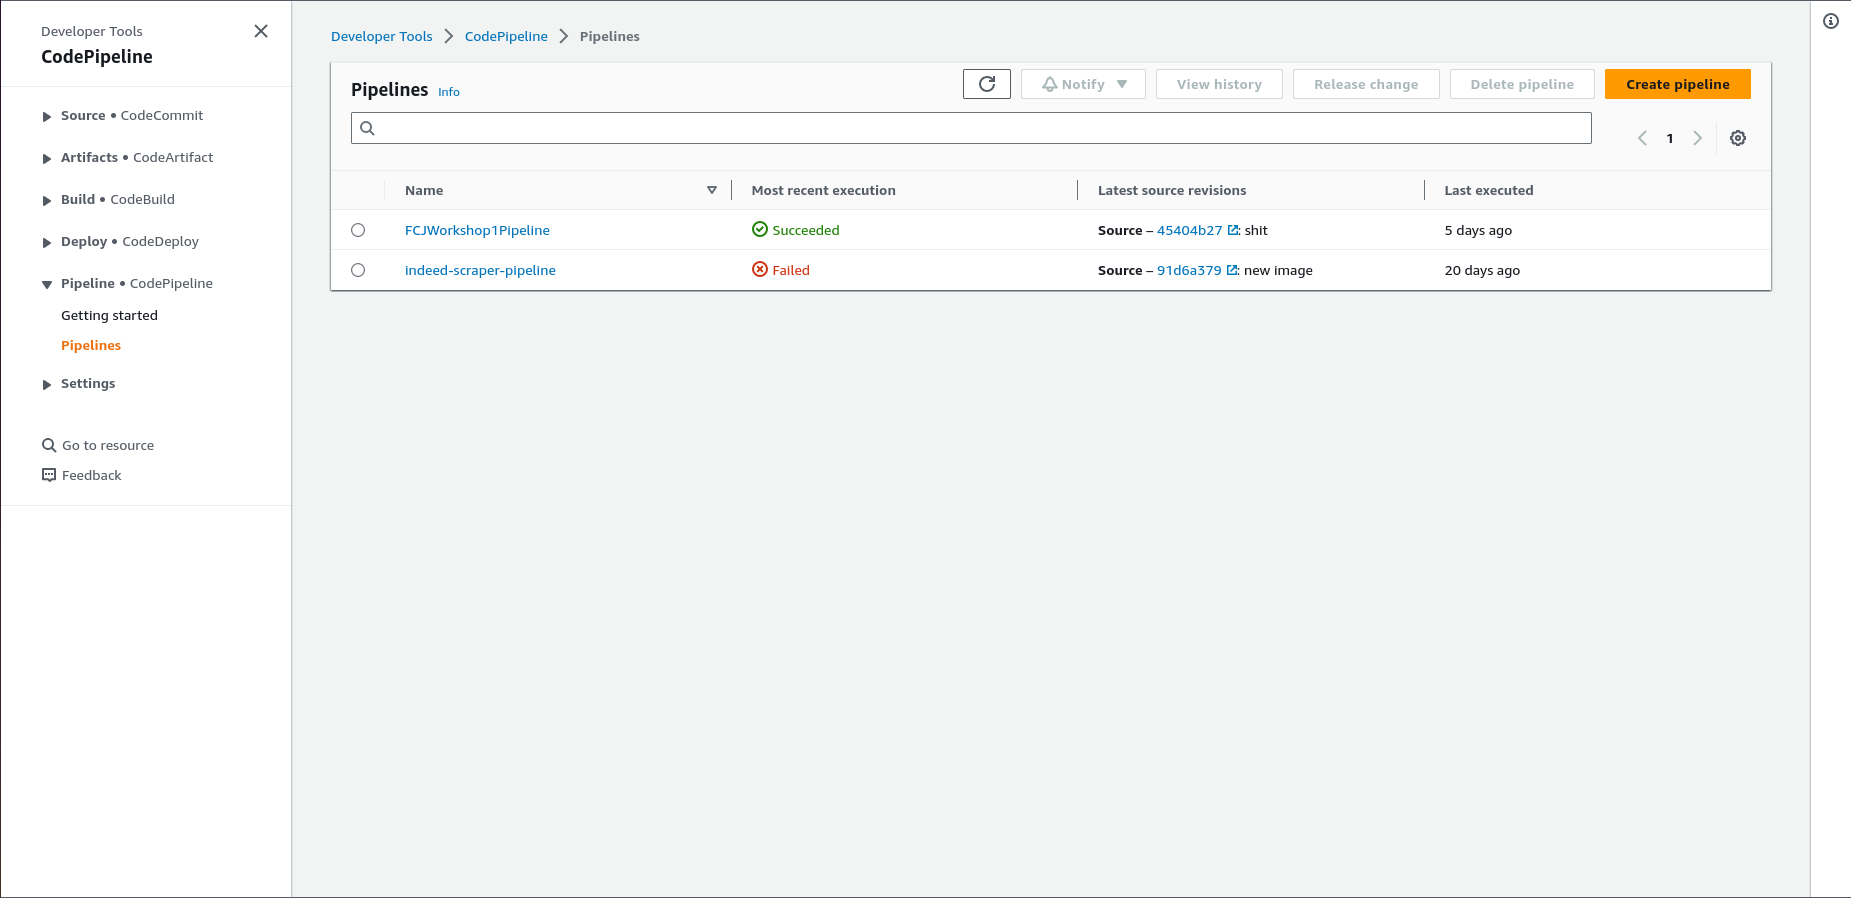 Developer Tools
CodePipeline
Source • CodeCommit
Artifacts • CodeArtifact
Build • CodeBuild
Deploy • CodeDeploy
Pipeline • CodePipeline
Getting started
Pipelines
Settings
Go to resource
Feedback
Developer Tools CodePipeline Pipelines
Pipelines Info Notify View history Release change Delete pipeline Create pipeline
1
Name Most recent execution Latest source revisions Last executed
FCJWorkshop1Pipeline Succeeded Source – 45404b27 : shit 5 days ago
indeed-scraper-pipeline Failed Source – 91d6a379 : new image 20 days ago